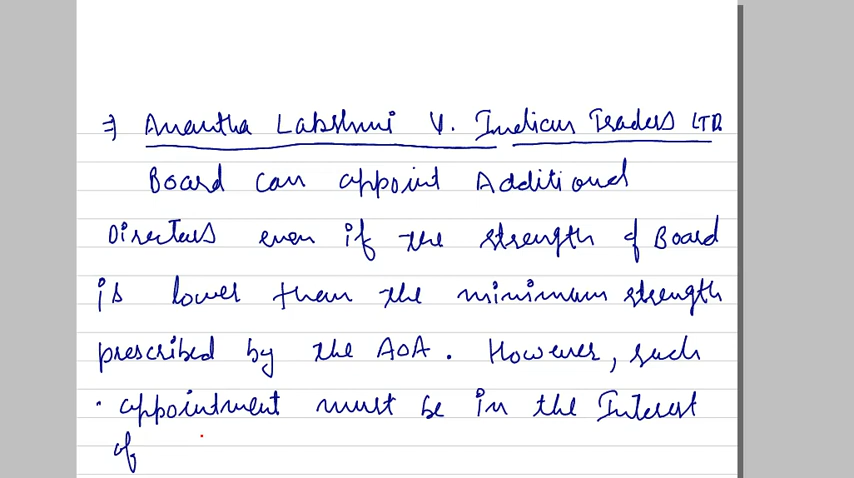 ⇒ Anantha Lakshmi V. Indian Traders LTD.
Board can appoint Additional
Directors even if the strength of Board
is lower than the minimum strength
prescribed by the AOA. However, such
appointment must be in the Interest
of